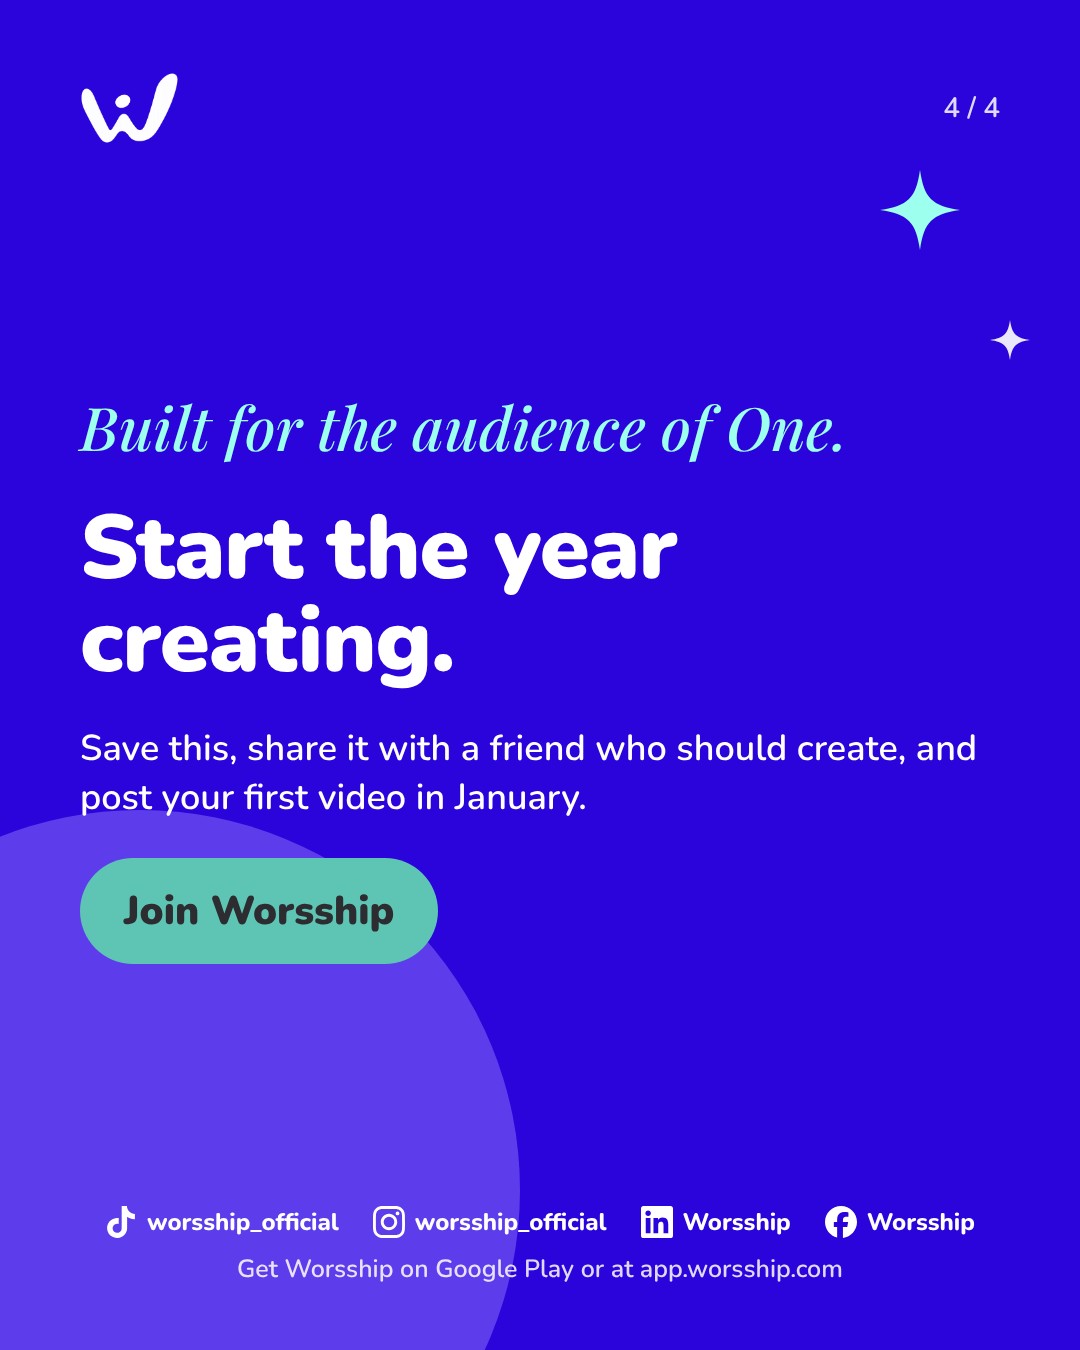 4 / 4
Built for the audience of One.
Start the year
creating.
Save this, share it with a friend who should create, and
post your first video in January.
Join Worsship
worsship_official worsship_official Worsship Worsship
Get Worsship on Google Play or at app.worsship.com